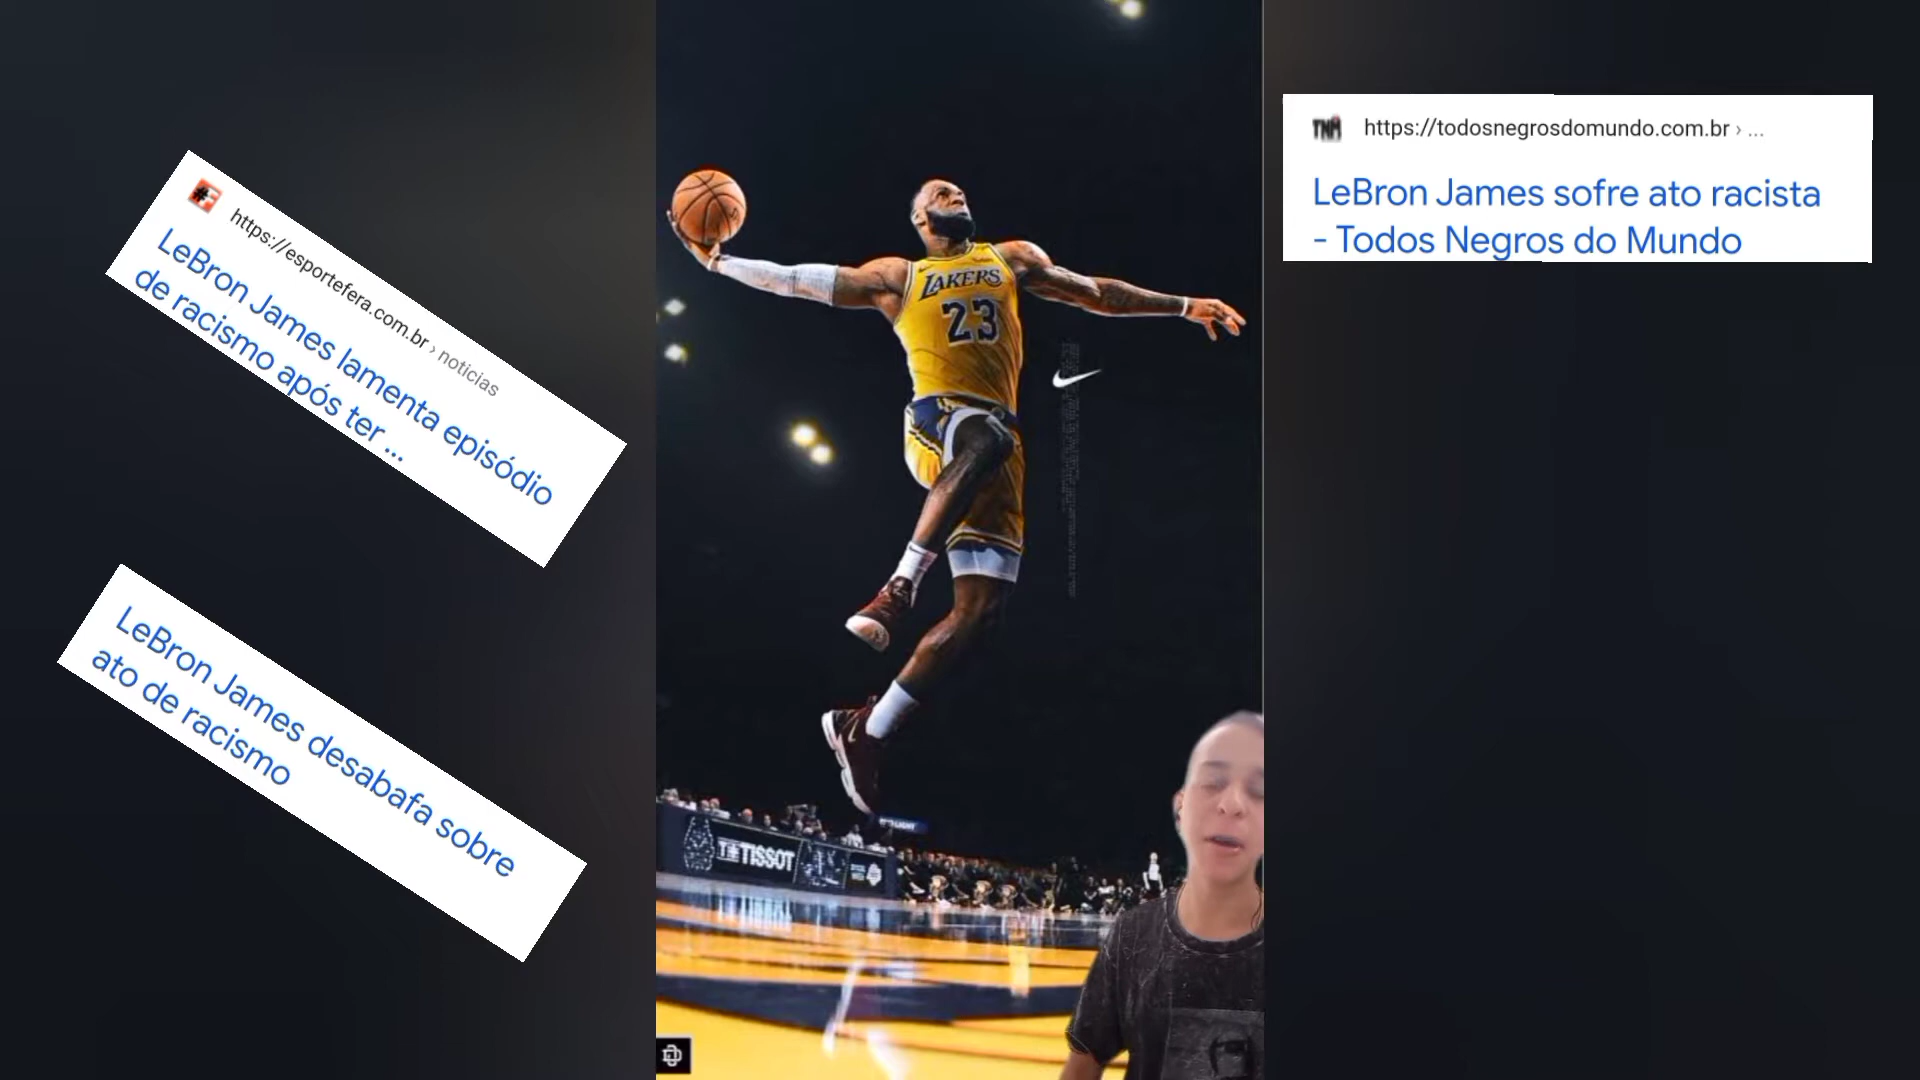 https://esportefera.com.br › noticias
LeBron James lamenta episódio
de racismo após ter ...
LeBron James desabafa sobre
ato de racismo
LAKERS
23
TISSOT
TNM
https://todosnegrosdomundo.com.br › ...
LeBron James sofre ato racista
- Todos Negros do Mundo